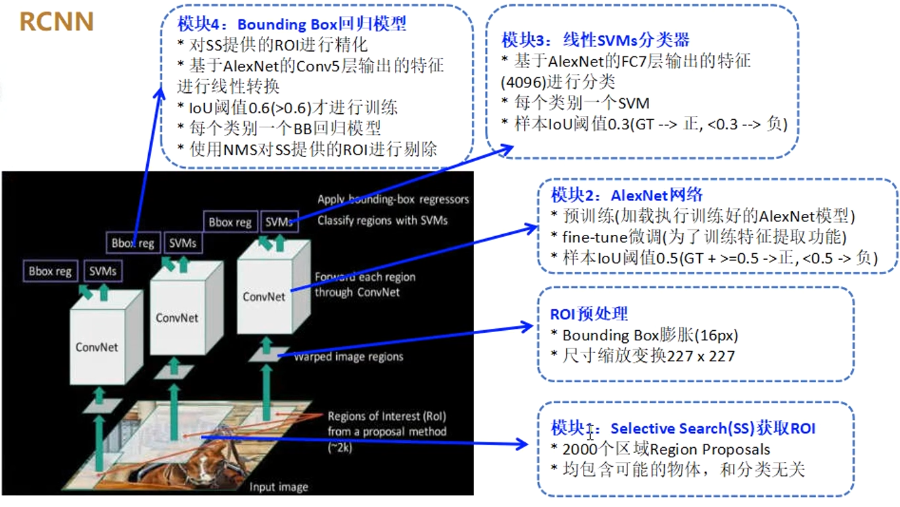 RCNN
模块4：Bounding Box回归模型
* 对SS提供的ROI进行精化
* 基于AlexNet的Conv5层输出的特征
进行线性转换
* IoU阈值0.6(>0.6)才进行训练
* 每个类别一个BB回归模型
* 使用NMS对SS提供的ROI进行剔除
模块3：线性SVMs分类器
* 基于AlexNet的FC7层输出的特征
(4096)进行分类
* 每个类别一个SVM
* 样本IoU阈值0.3(GT --> 正, <0.3 --> 负)
模块2：AlexNet网络
* 预训练(加载执行训练好的AlexNet模型)
* fine-tune微调(为了训练特征提取功能)
* 样本IoU阈值0.5(GT + >=0.5 ->正, <0.5 -> 负)
ROI预处理
* Bounding Box膨胀(16px)
* 尺寸缩放变换227 x 227
模块1：Selective Search(SS)获取ROI
* 2000个区域Region Proposals
* 均包含可能的物体，和分类无关
Apply bounding-box regressors
Bbox reg
SVMs
Classify regions with SVMs
Bbox reg
SVMs
Bbox reg
SVMs
Forward each region
through ConvNet
ConvNet
ConvNet
ConvNet
Warped image regions
Regions of Interest (RoI)
from a proposal method
(~2k)
Input image